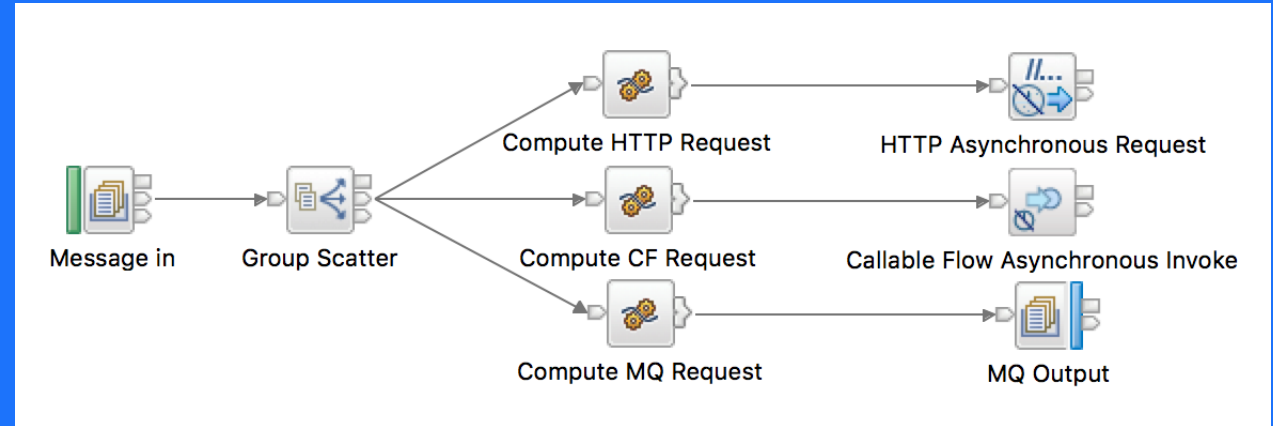 //...
Compute HTTP Request
HTTP Asynchronous Request
Message in
Group Scatter
Compute CF Request
Callable Flow Asynchronous Invoke
Compute MQ Request
MQ Output